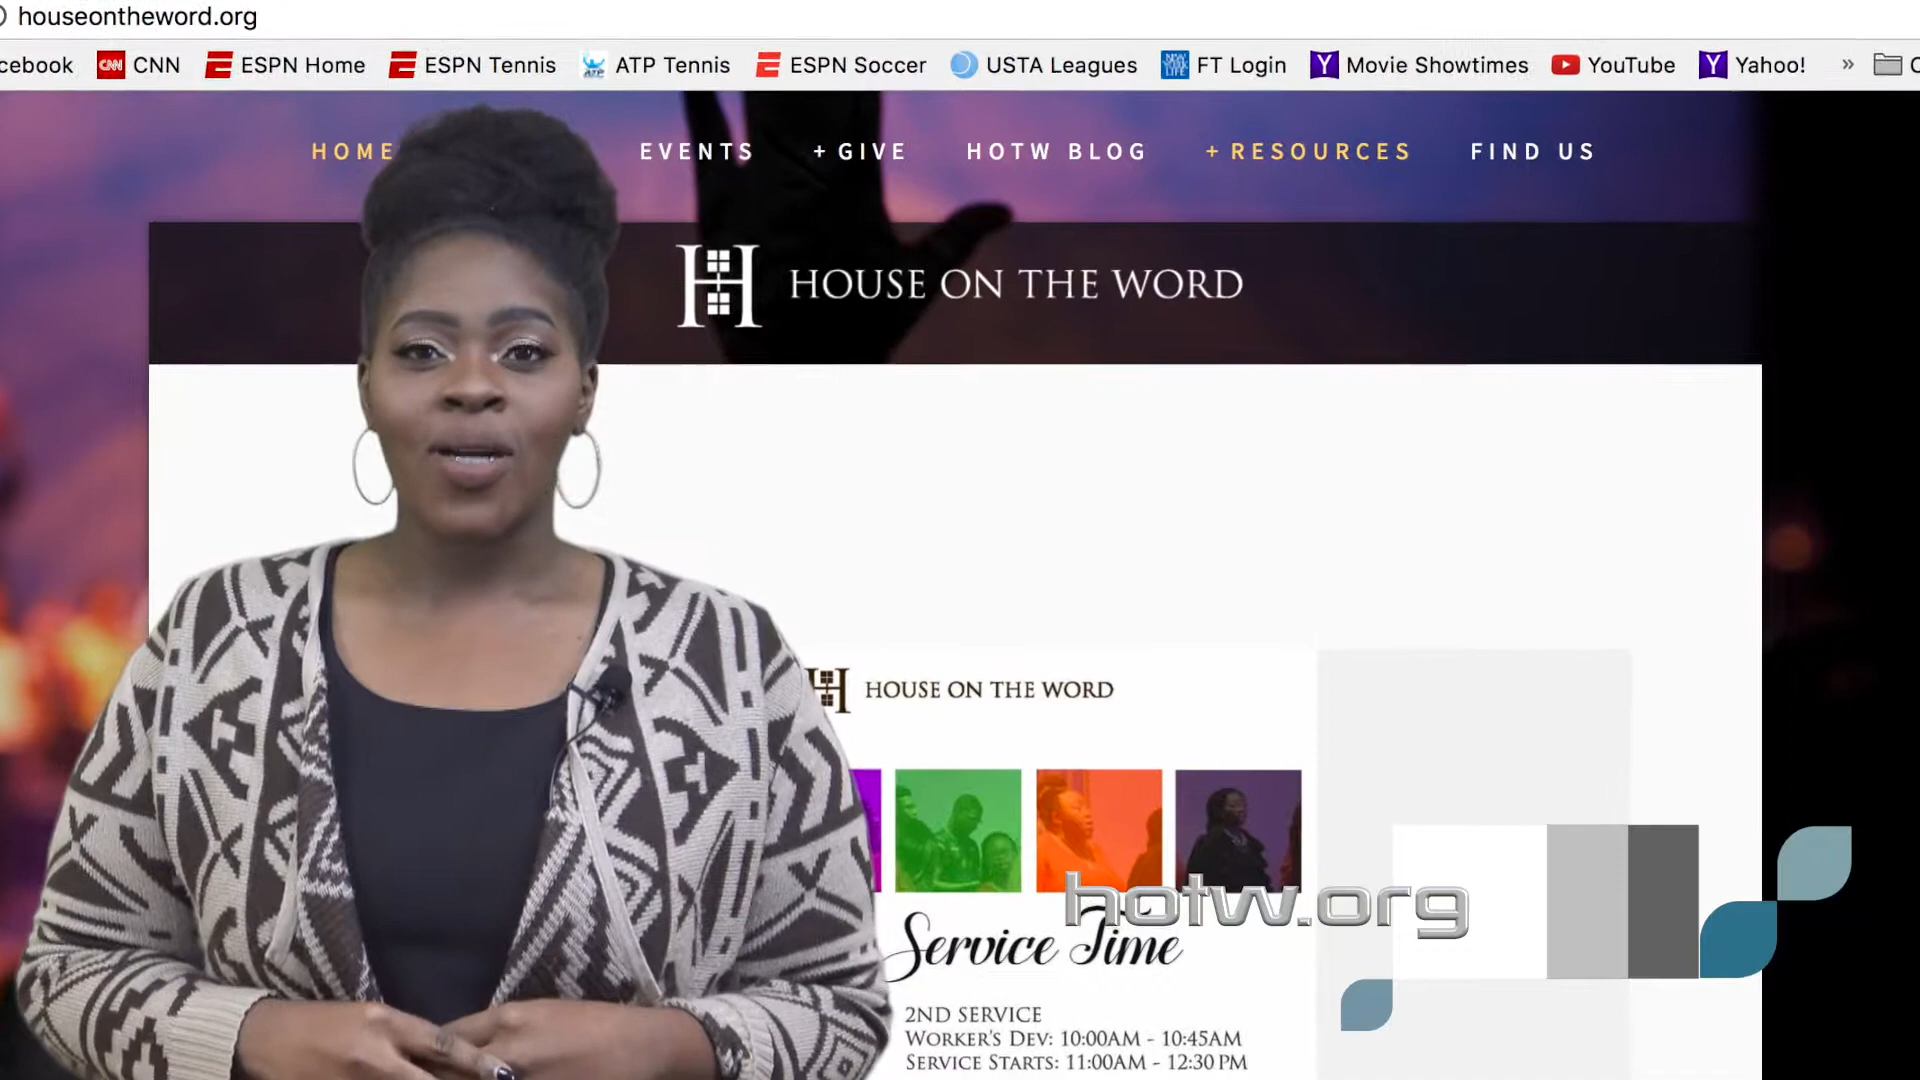 houseontheword.org
cebook CNN ESPN Home ESPN Tennis ATP Tennis ESPN Soccer USTA Leagues FT Login Movie Showtimes YouTube Yahoo! »
HOME EVENTS + GIVE HOTW BLOG + RESOURCES FIND US
H HOUSE ON THE WORD
H HOUSE ON THE WORD
hotw.org
Service Time
2ND SERVICE
WORKER'S DEV: 10:00AM - 10:45AM
SERVICE STARTS: 11:00AM - 12:30 PM